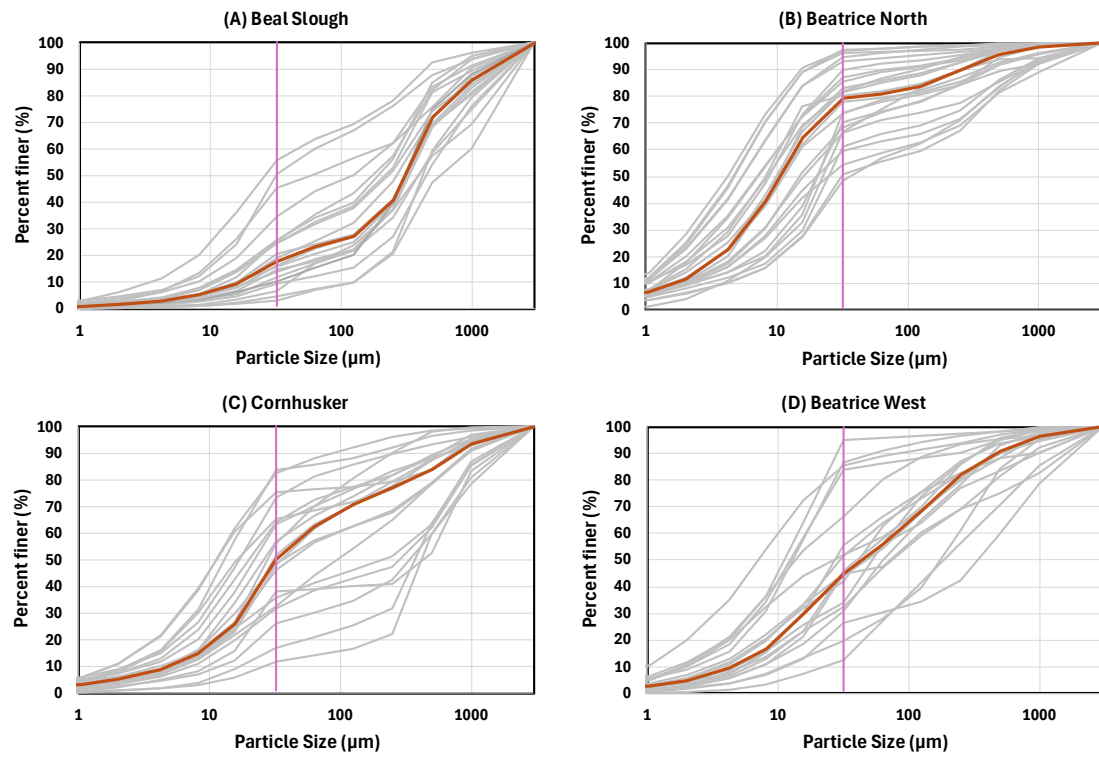 (A) Beal Slough
100
90
80
70
60
50
40
30
20
10
0
Percent finer (%)
1 10 100 1000
Particle Size (µm)
(B) Beatrice North
100
90
80
70
60
50
40
30
20
10
0
Percent finer (%)
1 10 100 1000
Particle Size (µm)
(C) Cornhusker
100
90
80
70
60
50
40
30
20
10
0
Percent finer (%)
1 10 100 1000
Particle Size (µm)
(D) Beatrice West
100
90
80
70
60
50
40
30
20
10
0
Percent finer (%)
1 10 100 1000
Particle Size (µm)